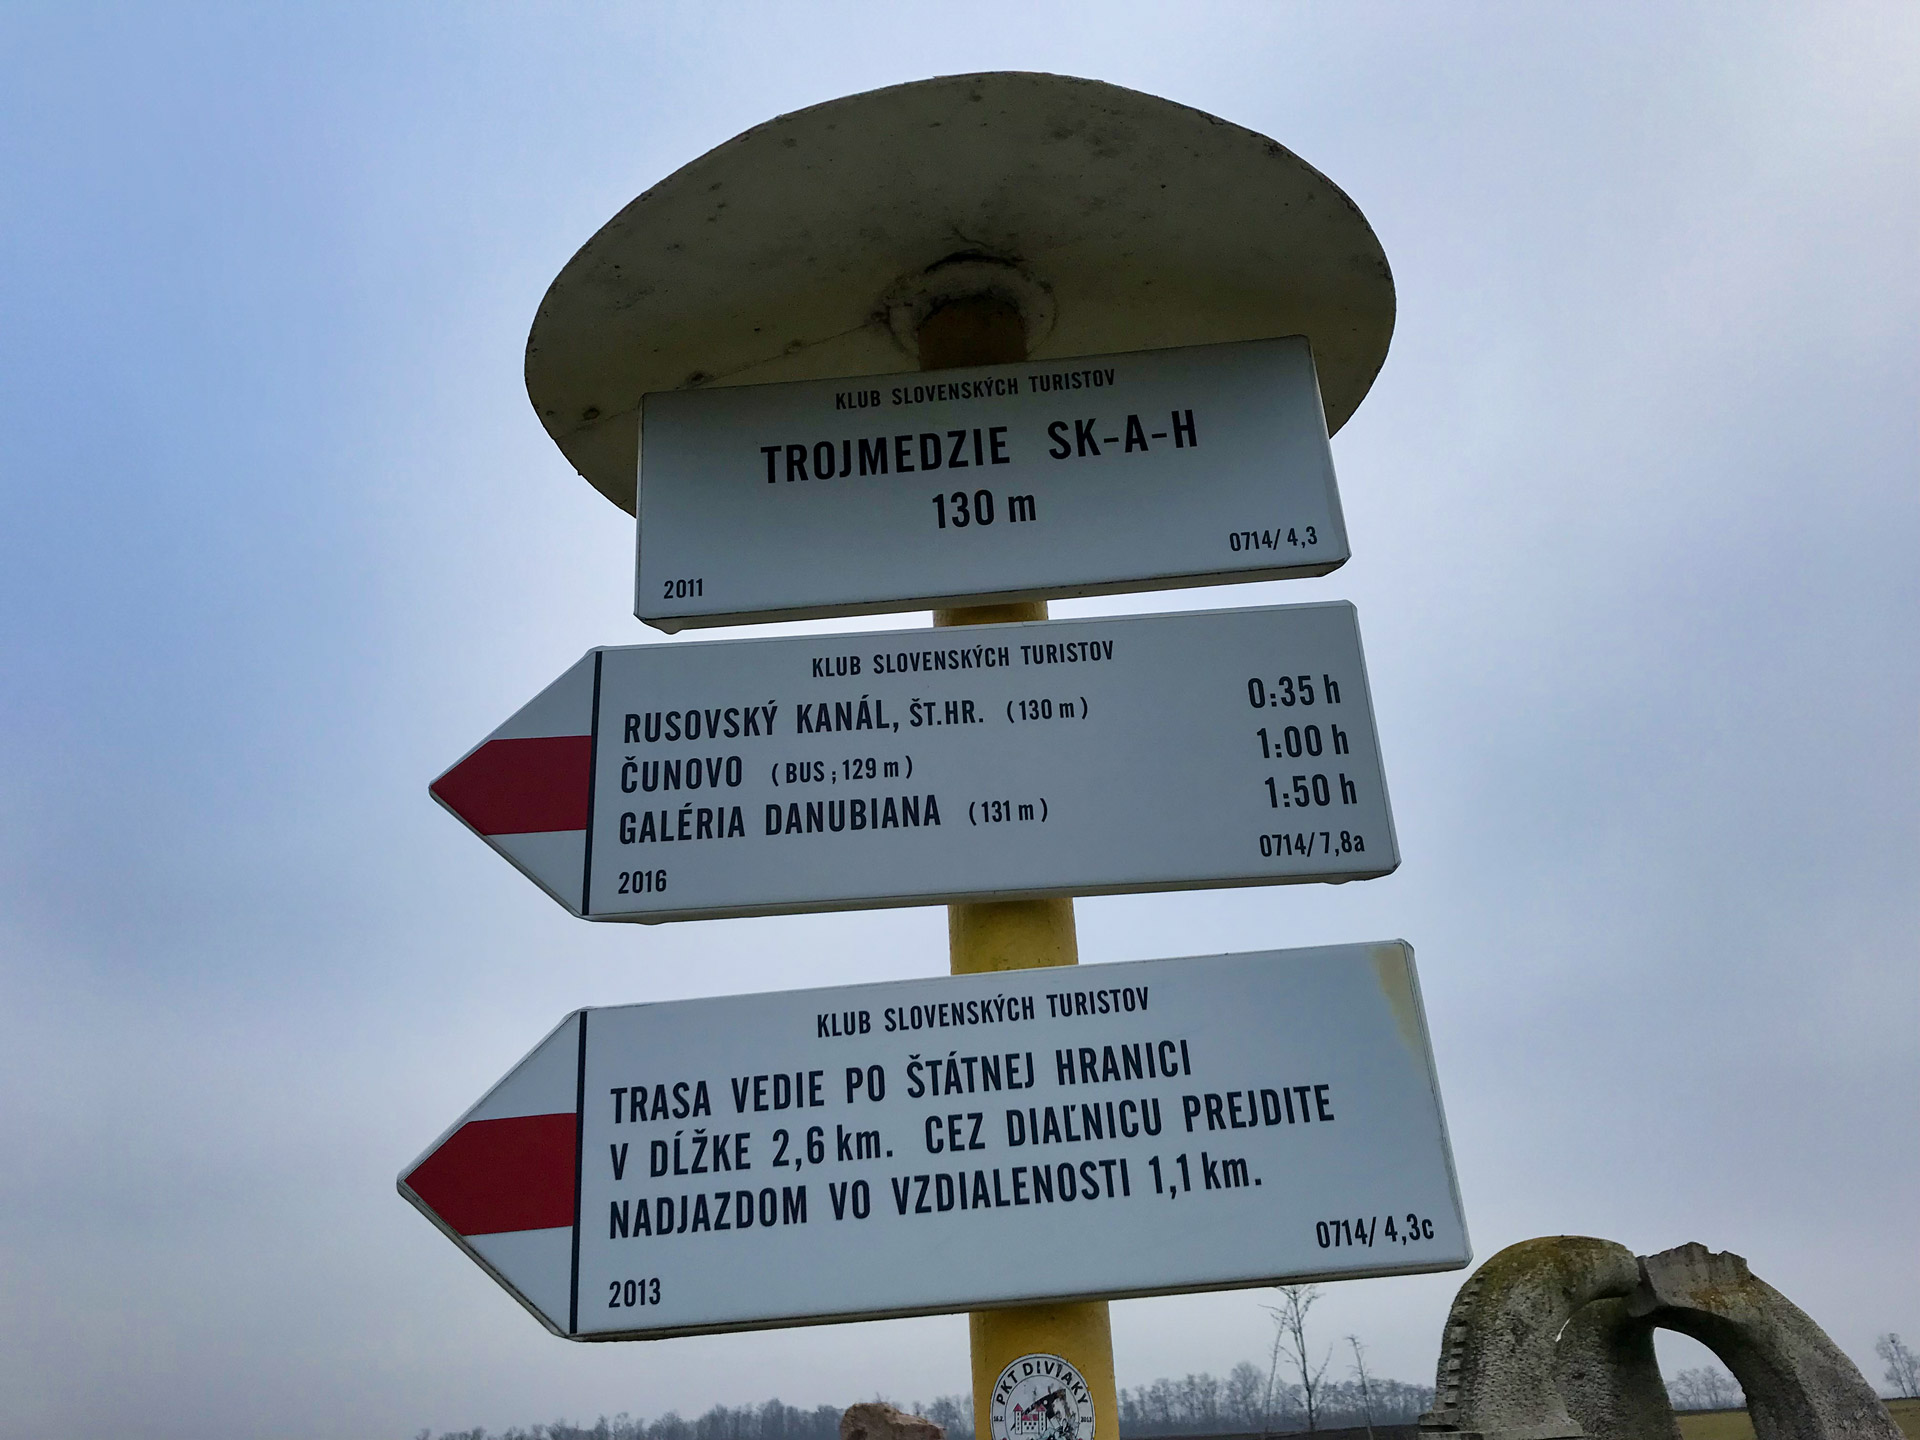 KLUB SLOVENSKÝCH TURISTOV
TROJMEDZIE SK-A-H
130 m
0714/ 4,3
2011
KLUB SLOVENSKÝCH TURISTOV
RUSOVSKÝ KANÁL, ŠT.HR. (130 m) 0:35 h
ČUNOVO (BUS ; 129 m) 1:00 h
GALÉRIA DANUBIANA (131 m) 1:50 h
0714/ 7,8a
2016
KLUB SLOVENSKÝCH TURISTOV
TRASA VEDIE PO ŠTÁTNEJ HRANICI
V DĹŽKE 2,6 km. CEZ DIAĽNICU PREJDITE
NADJAZDOM VO VZDIALENOSTI 1,1 km.
0714/ 4,3c
2013
PKT DIVIAKY